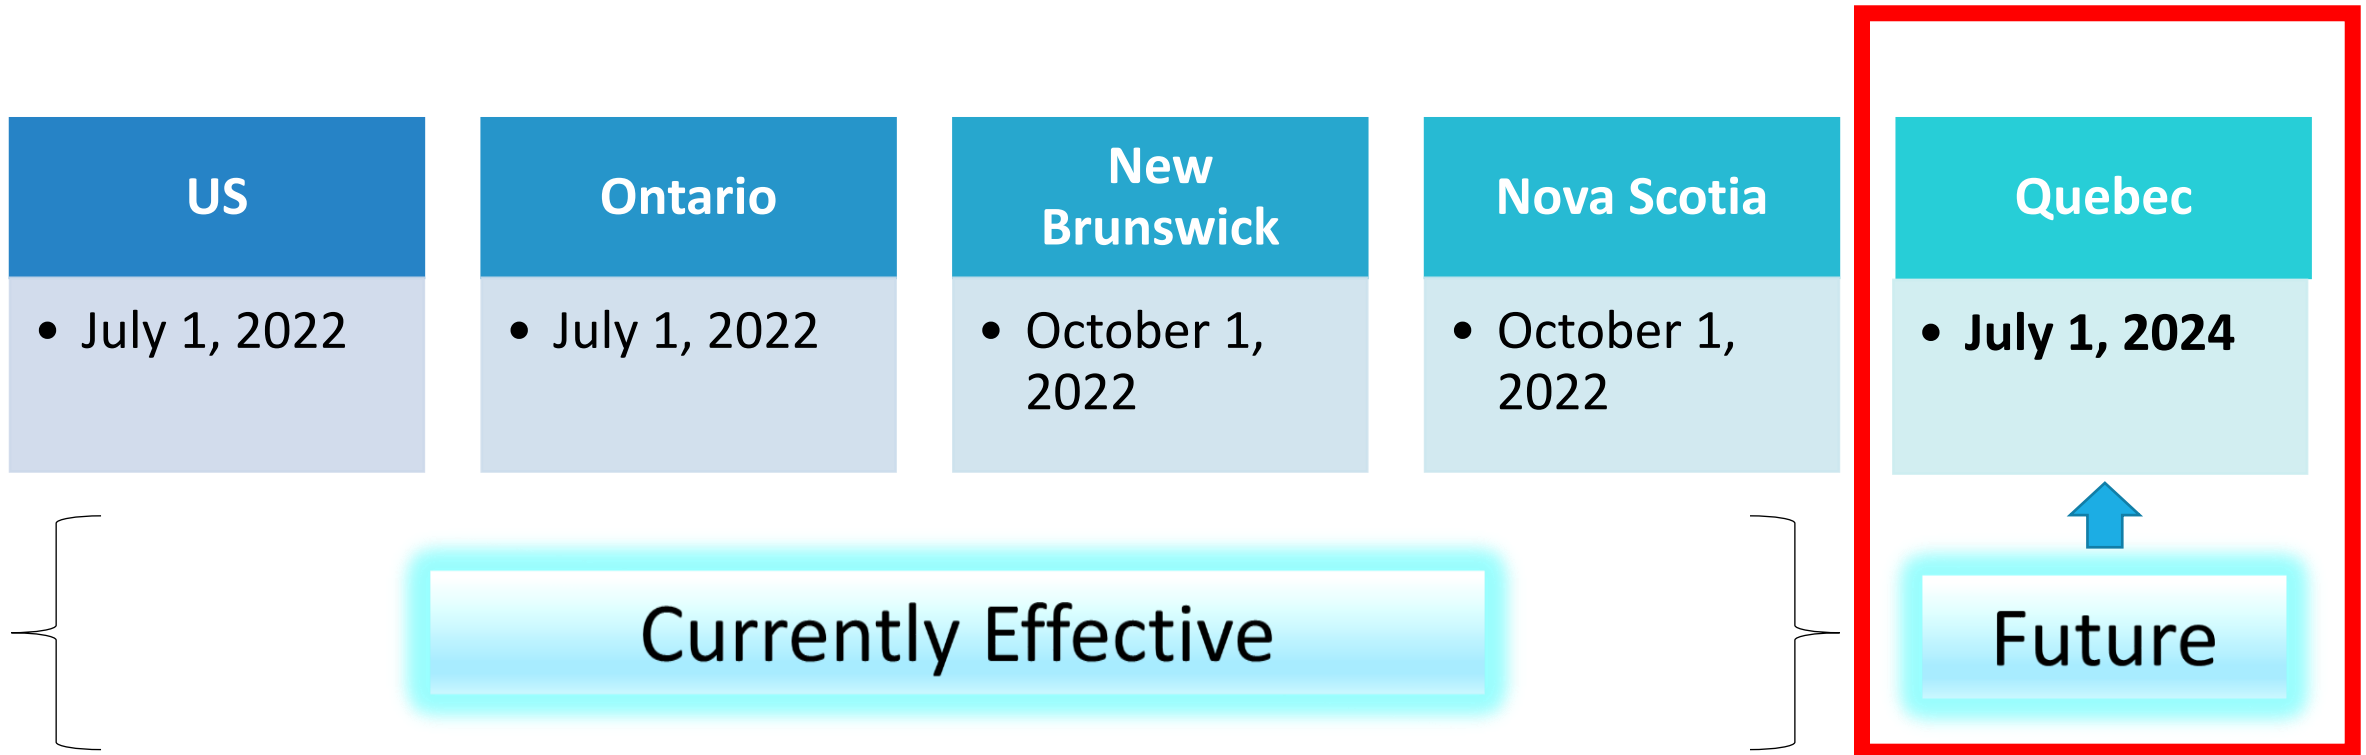 US
Ontario
New
Brunswick
Nova Scotia
Quebec
• July 1, 2022
• July 1, 2022
• October 1,
2022
• October 1,
2022
• July 1, 2024
Currently Effective
Future